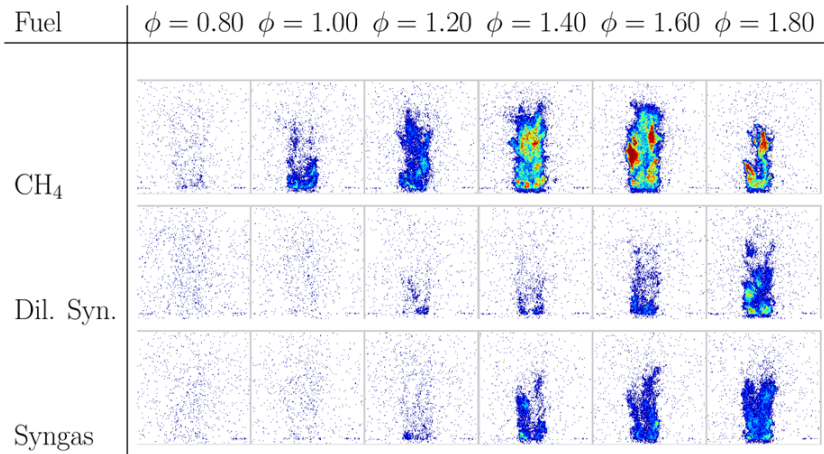 Fuel ϕ = 0.80 ϕ = 1.00 ϕ = 1.20 ϕ = 1.40 ϕ = 1.60 ϕ = 1.80
CH₄
Dil. Syn.
Syngas